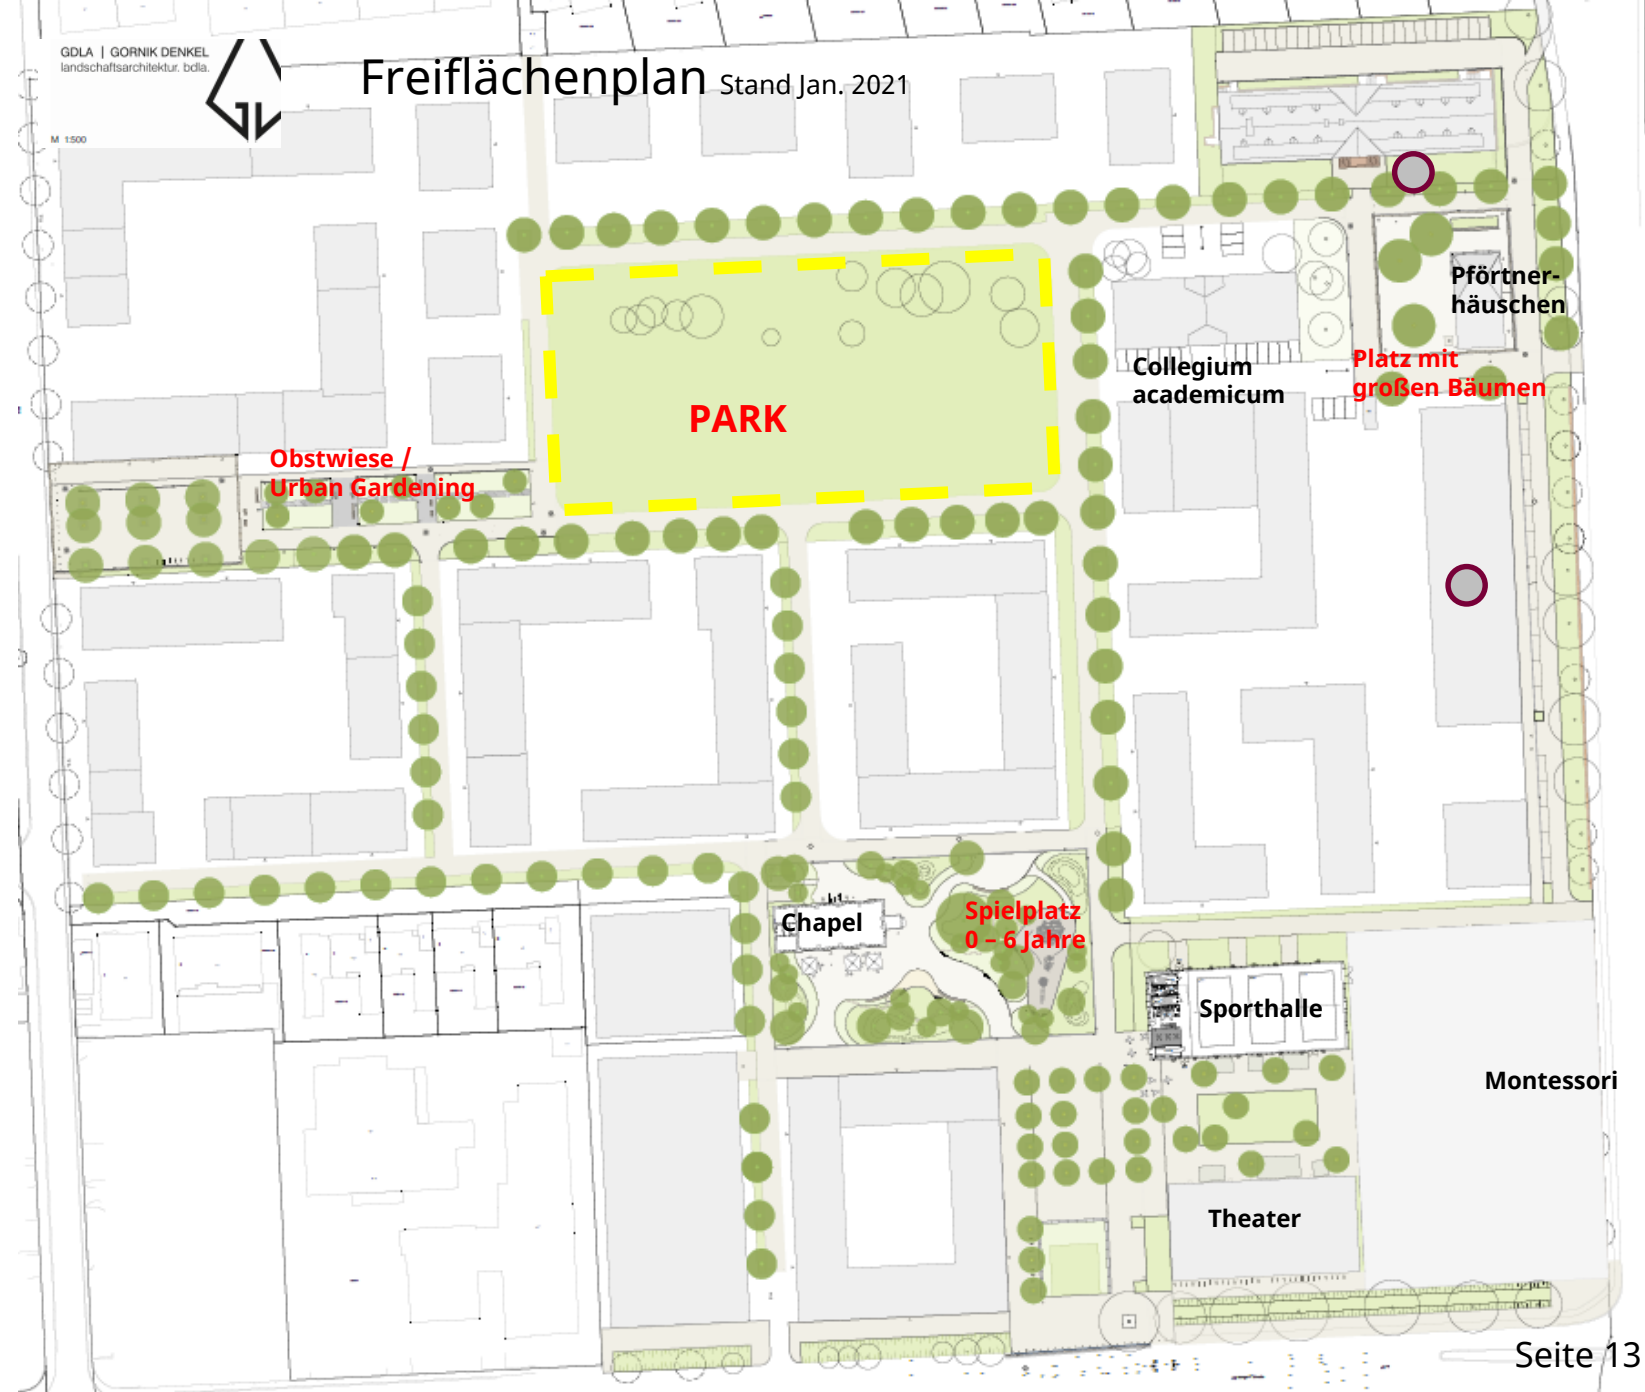 GDLA | GORNIK DENKEL
landschaftsarchitektur. bdla.
M 1:500
Freiflächenplan Stand Jan. 2021
Pförtner-
häuschen
Collegium
academicum
Platz mit
großen Bäumen
PARK
Obstwiese /
Urban Gardening
Chapel
Spielplatz
0 – 6 Jahre
Sporthalle
Montessori
Theater
Seite 13